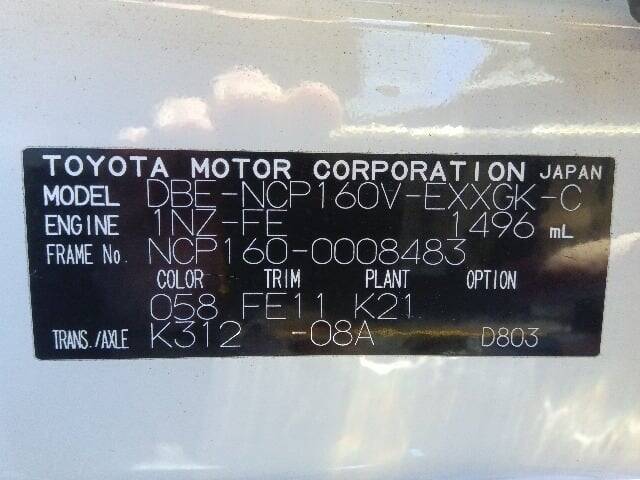 TOYOTA MOTOR CORPORATION JAPAN
MODEL DBE-NCP160V-EXXGK-C
ENGINE 1NZ-FE 1496 mL
FRAME No. NCP160-0008483
COLOR TRIM PLANT OPTION
058 FE11 K21
TRANS./AXLE K312 -08A D803